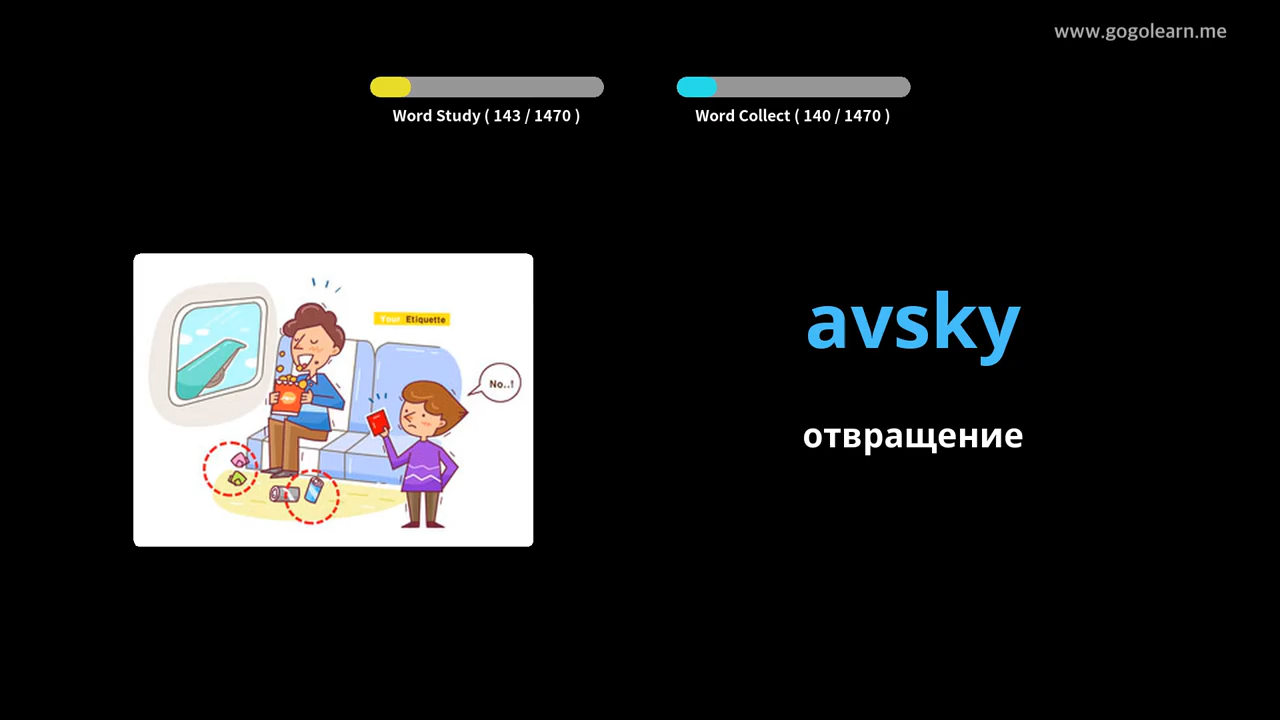 www.gogolearn.me
Word Study ( 143 / 1470 )
Word Collect ( 140 / 1470 )
Your Etiquette
No..!
avsky
отвращение